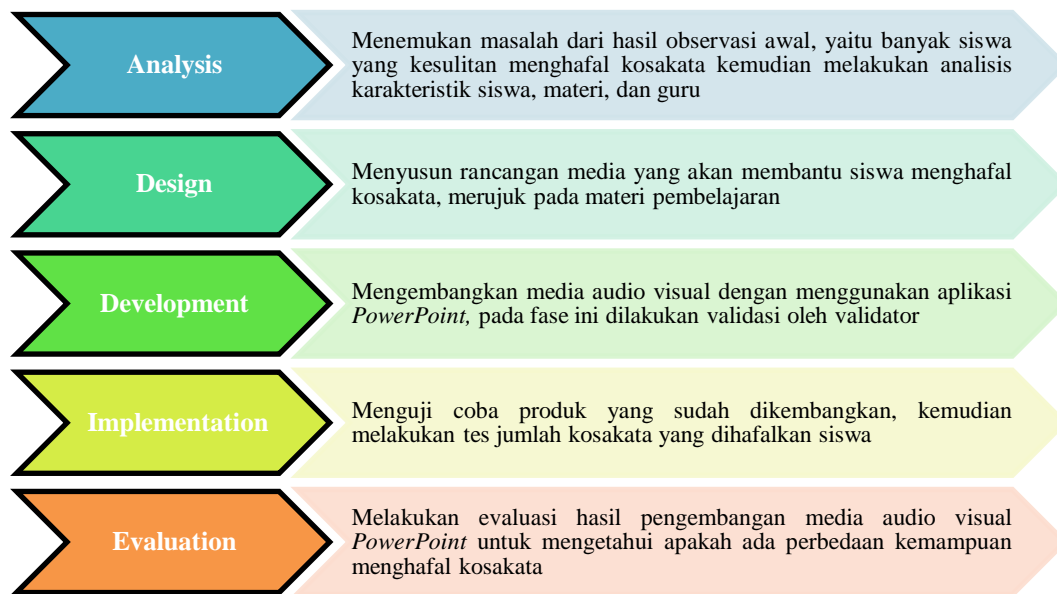 Analysis
Menemukan masalah dari hasil observasi awal, yaitu banyak siswa
yang kesulitan menghafal kosakata kemudian melakukan analisis
karakteristik siswa, materi, dan guru
Design
Menyusun rancangan media yang akan membantu siswa menghafal
kosakata, merujuk pada materi pembelajaran
Development
Mengembangkan media audio visual dengan menggunakan aplikasi
PowerPoint, pada fase ini dilakukan validasi oleh validator
Implementation
Menguji coba produk yang sudah dikembangkan, kemudian
melakukan tes jumlah kosakata yang dihafalkan siswa
Evaluation
Melakukan evaluasi hasil pengembangan media audio visual
PowerPoint untuk mengetahui apakah ada perbedaan kemampuan
menghafal kosakata